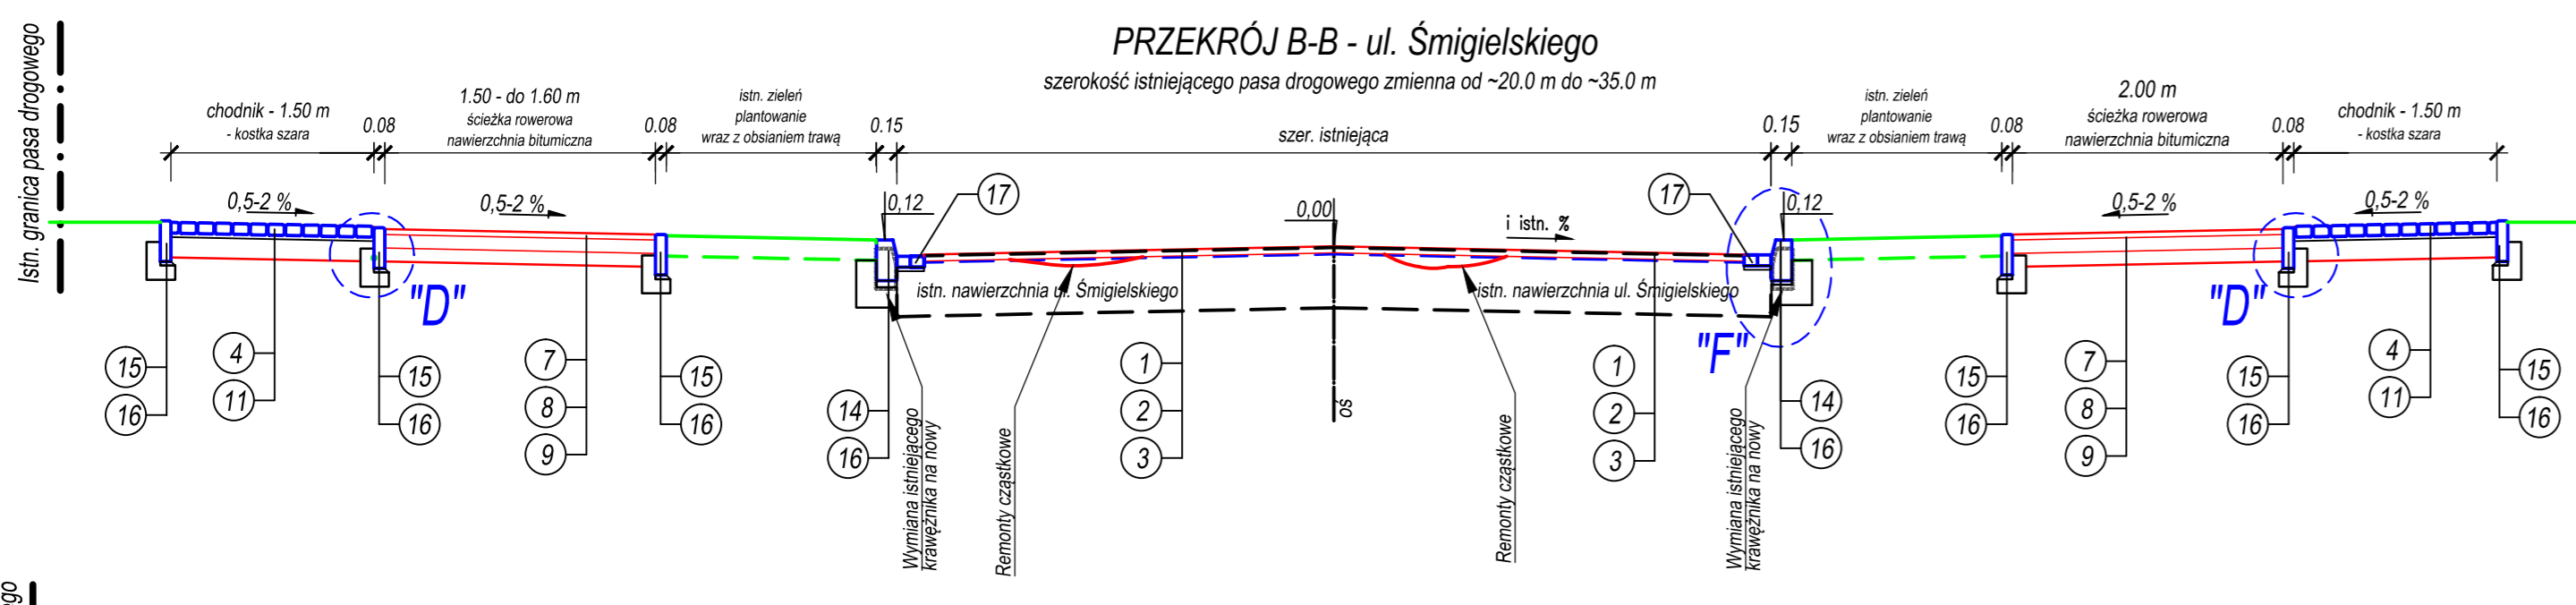 PRZEKRÓJ B-B - ul. Śmigielskiego
szerokość istniejącego pasa drogowego zmienna od ~20.0 m do ~35.0 m
Istn. granica pasa drogowego
chodnik - 1.50 m
- kostka szara
0.08
1.50 - do 1.60 m
ścieżka rowerowa
nawierzchnia bitumiczna
0.08
istn. zieleń
plantowanie
wraz z obsianiem trawą
0.15
szer. istniejąca
0.15
istn. zieleń
plantowanie
wraz z obsianiem trawą
0.08
2.00 m
ścieżka rowerowa
nawierzchnia bitumiczna
0.08
chodnik - 1.50 m
- kostka szara
0,5-2 %
0,5-2 %
0,12
17
0,00
i istn. %
17
0,12
0,5-2 %
0,5-2 %
"D"
istn. nawierzchnia ul. Śmigielskiego
istn. nawierzchnia ul. Śmigielskiego
"F"
"D"
15
16
4
11
15
16
7
8
9
15
16
14
16
Wymiana istniejącego
krawężnika na nowy
Remonty cząstkowe
1
2
3
oś
Remonty cząstkowe
1
2
3
Wymiana istniejącego
krawężnika na nowy
14
16
15
16
7
8
9
15
16
4
11
15
16
ego